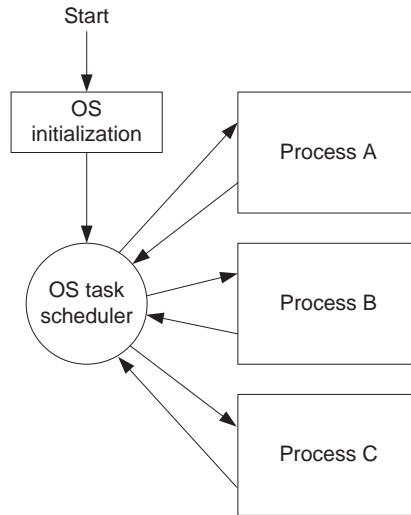 Start
OS
initialization
Process A
OS task
scheduler
Process B
Process C